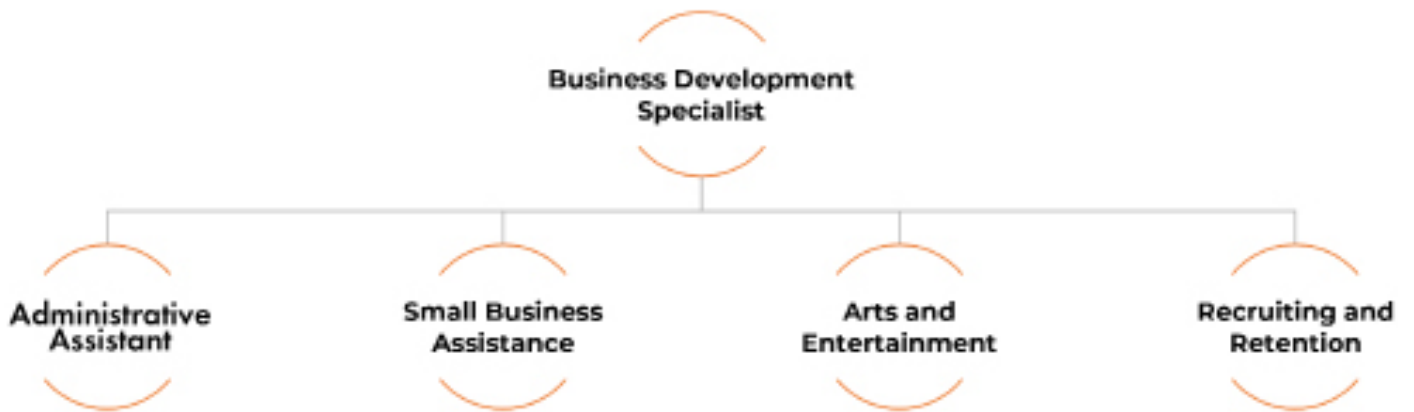 Business Development
Specialist
Administrative
Assistant
Small Business
Assistance
Arts and
Entertainment
Recruiting and
Retention